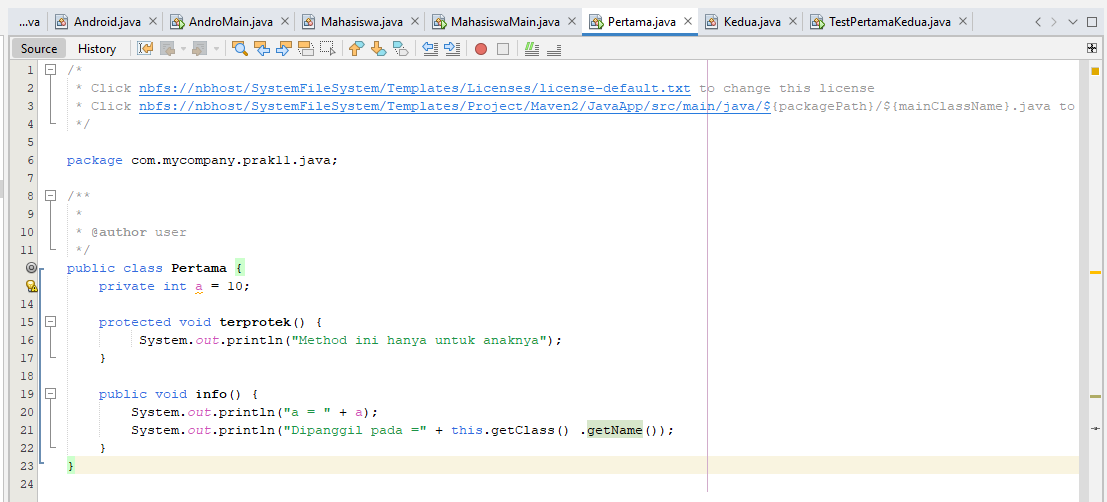 ...va Android.java AndroMain.java Mahasiswa.java MahasiswaMain.java Pertama.java Kedua.java TestPertamaKedua.java
Source History
1 /*
2 * Click nbfs://nbhost/SystemFileSystem/Templates/Licenses/license-default.txt to change this license
3 * Click nbfs://nbhost/SystemFileSystem/Templates/Project/Maven2/JavaApp/src/main/java/${packagePath}/${mainClassName}.java to
4 */
5
6 package com.mycompany.prak11.java;
7
8 /**
9 *
10 * @author user
11 */
public class Pertama {
private int a = 10;
14
15 protected void terprotek() {
16 System.out.println("Method ini hanya untuk anaknya");
17 }
18
19 public void info() {
20 System.out.println("a = " + a);
21 System.out.println("Dipanggil pada =" + this.getClass() .getName());
22 }
23 }
24